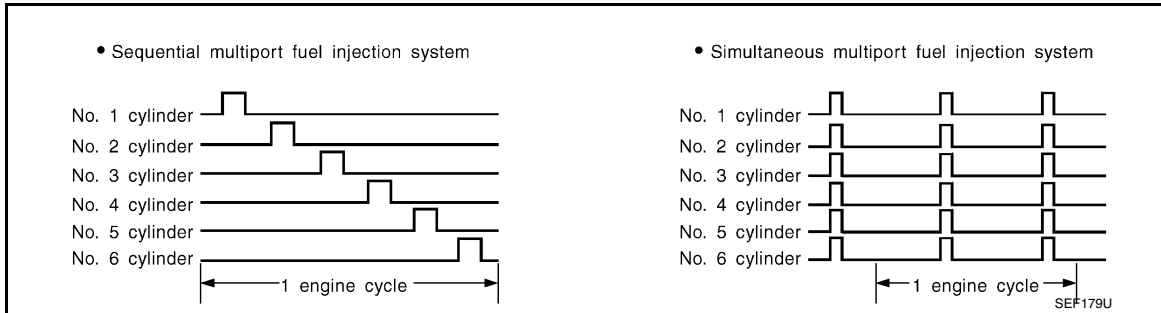 • Sequential multiport fuel injection system
No. 1 cylinder
No. 2 cylinder
No. 3 cylinder
No. 4 cylinder
No. 5 cylinder
No. 6 cylinder
1 engine cycle
• Simultaneous multiport fuel injection system
No. 1 cylinder
No. 2 cylinder
No. 3 cylinder
No. 4 cylinder
No. 5 cylinder
No. 6 cylinder
1 engine cycle
SEF179U